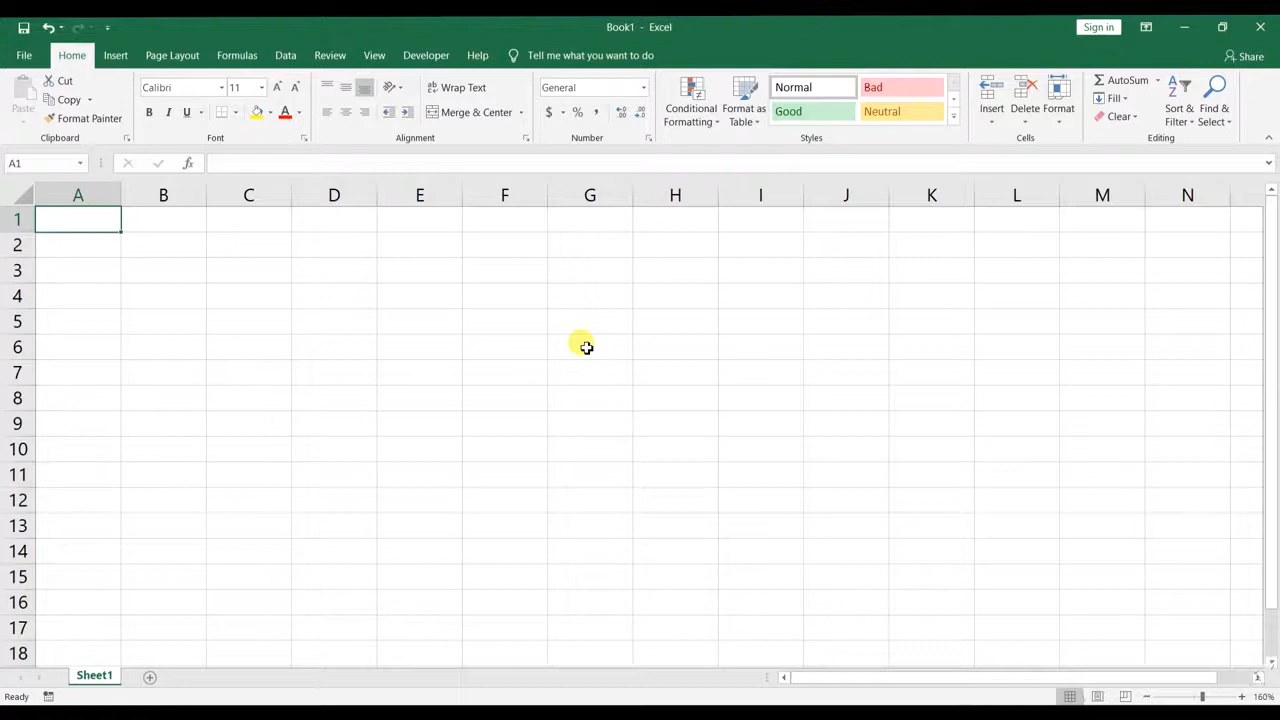 Book1 - Excel
Sign in
File Home Insert Page Layout Formulas Data Review View Developer Help Tell me what you want to do Share
Paste
Cut
Copy
Format Painter
Clipboard
Calibri 11
B
A
Font
Wrap Text
Merge & Center
Alignment
General
$ % ,
Number
Conditional Formatting
Format as Table
Normal Bad
Good Neutral
Styles
Insert Delete Format
Cells
AutoSum
Fill
Clear
Sort & Filter
Find & Select
Editing
A1 fx
A B C D E F G H I J K L M N
1
2
3
4
5
6
7
8
9
10
11
12
13
14
15
16
17
18
Sheet1
Ready 160%